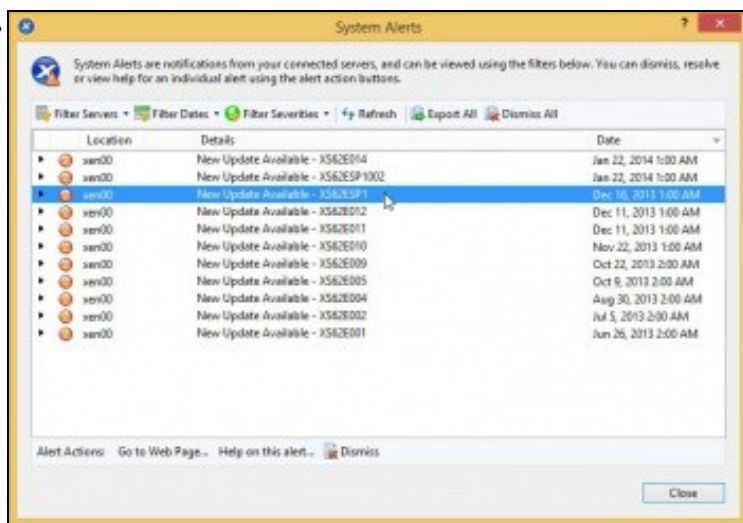 System Alerts
?
System Alerts are notifications from your connected servers, and can be viewed using the filters below. You can dismiss, resolve
or view help for an individual alert using the alert action buttons.
Filter Servers Filter Dates Filter Severities Refresh Export All Dismiss All
Location Details Date
xen00 New Update Available - XS62E014 Jan 22, 2014 1:00 AM
xen00 New Update Available - XS62ESP1002 Jan 22, 2014 1:00 AM
xen00 New Update Available - XS62ESP1 Dec 16, 2013 1:00 AM
xen00 New Update Available - XS62E012 Dec 11, 2013 1:00 AM
xen00 New Update Available - XS62E011 Dec 11, 2013 1:00 AM
xen00 New Update Available - XS62E010 Nov 22, 2013 1:00 AM
xen00 New Update Available - XS62E009 Oct 22, 2013 2:00 AM
xen00 New Update Available - XS62E005 Oct 9, 2013 2:00 AM
xen00 New Update Available - XS62E004 Aug 30, 2013 2:00 AM
xen00 New Update Available - XS62E002 Jul 5, 2013 2:00 AM
xen00 New Update Available - XS62E001 Jun 26, 2013 2:00 AM
Alert Actions: Go to Web Page... Help on this alert... Dismiss
Close